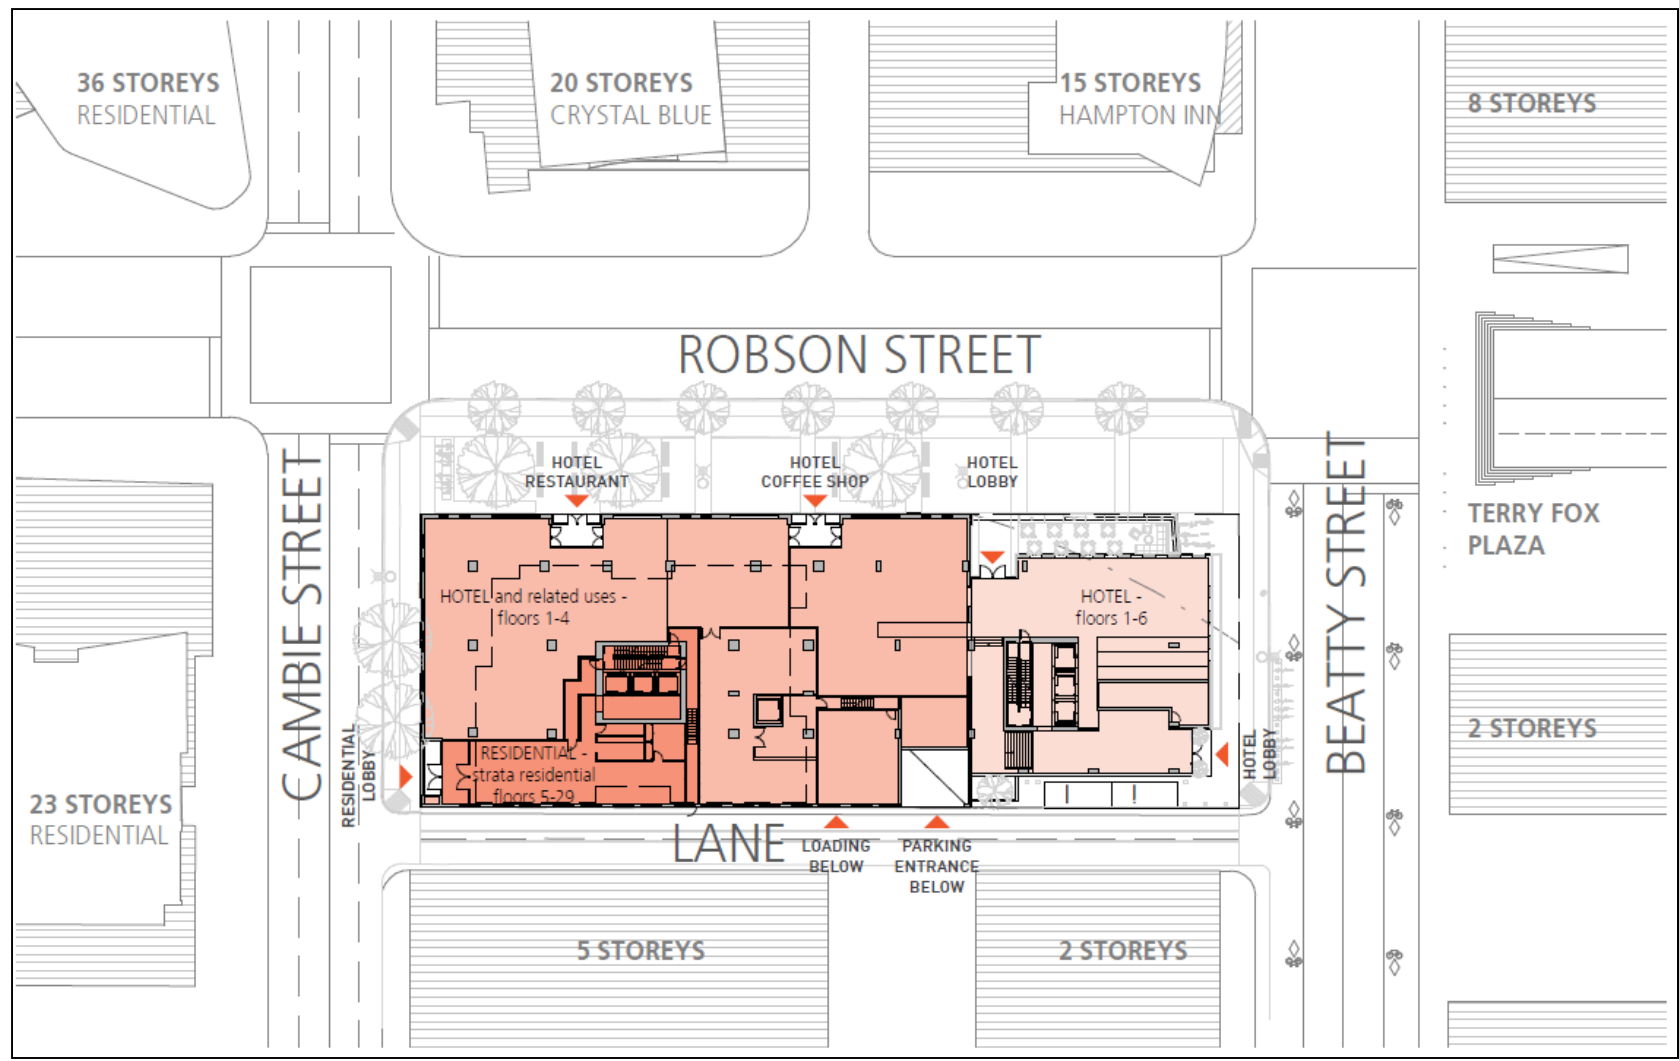 36 STOREYS
RESIDENTIAL
20 STOREYS
CRYSTAL BLUE
15 STOREYS
HAMPTON INN
8 STOREYS
ROBSON STREET
HOTEL
RESTAURANT
HOTEL
COFFEE SHOP
HOTEL
LOBBY
CAMBIE STREET
BEATTY STREET
TERRY FOX
PLAZA
HOTEL and related uses -
floors 1-4
HOTEL -
floors 1-6
RESIDENTIAL
LOBBY
RESIDENTIAL -
strata residential
floors 5-29
HOTEL
LOBBY
2 STOREYS
23 STOREYS
RESIDENTIAL
LANE
LOADING
BELOW
PARKING
ENTRANCE
BELOW
5 STOREYS
2 STOREYS